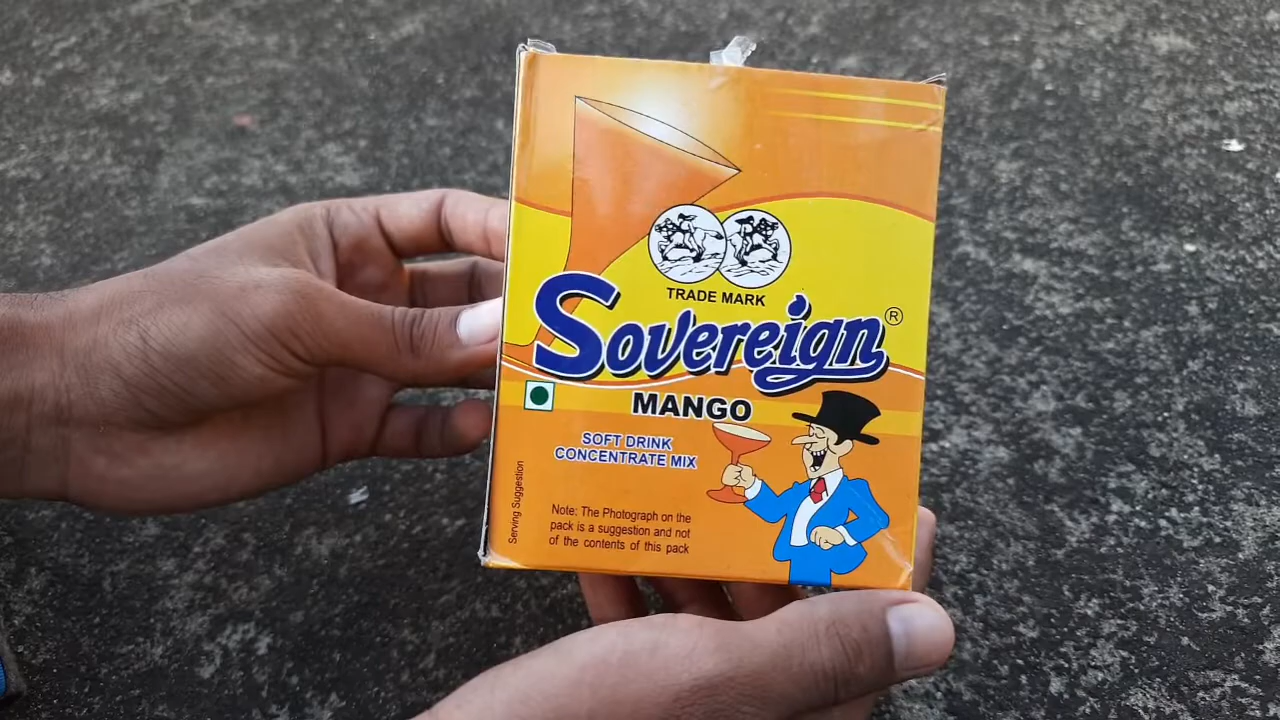 TRADE MARK
Sovereign ®
MANGO
SOFT DRINK
CONCENTRATE MIX
Serving Suggestion
Note: The Photograph on the
pack is a suggestion and not
of the contents of this pack